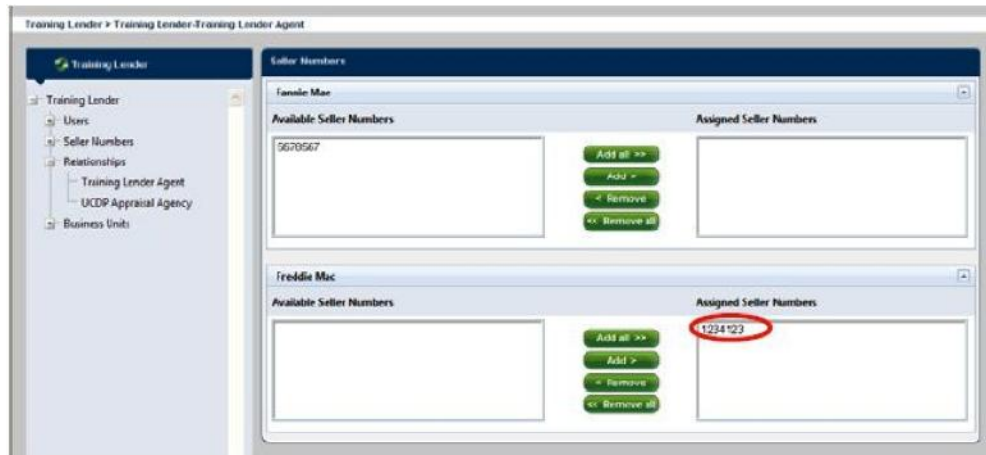 Training Lender > Training Lender-Training Lender Agent
Training Lender
Training Lender
Users
Seller Numbers
Relationships
Training Lender Agent
UCDP Appraisal Agency
Business Units
Seller Numbers
Fannie Mae
Available Seller Numbers
Assigned Seller Numbers
5678567
Add all >>
Add >
< Remove
<< Remove all
Freddie Mac
Available Seller Numbers
Assigned Seller Numbers
1234123
Add all >>
Add >
< Remove
<< Remove all